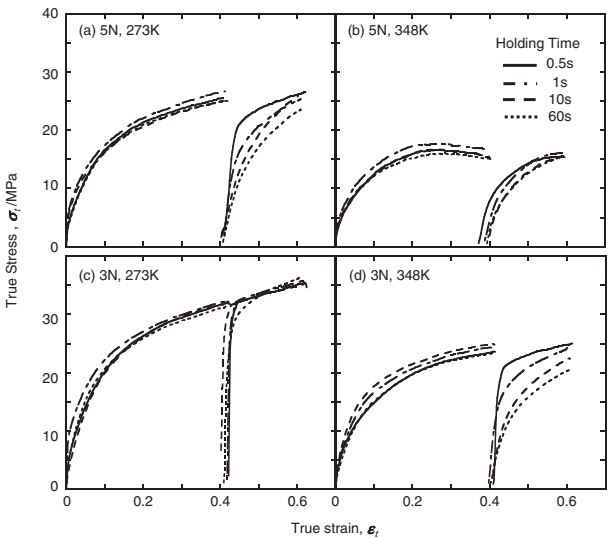 (a) 5N, 273K
(b) 5N, 348K
Holding Time
0.5s
1s
10s
60s
40
30
20
10
0
(c) 3N, 273K
(d) 3N, 348K
30
20
10
0
0 0.2 0.4 0.6 0 0.2 0.4 0.6
True Stress , σt/MPa
True strain, εt